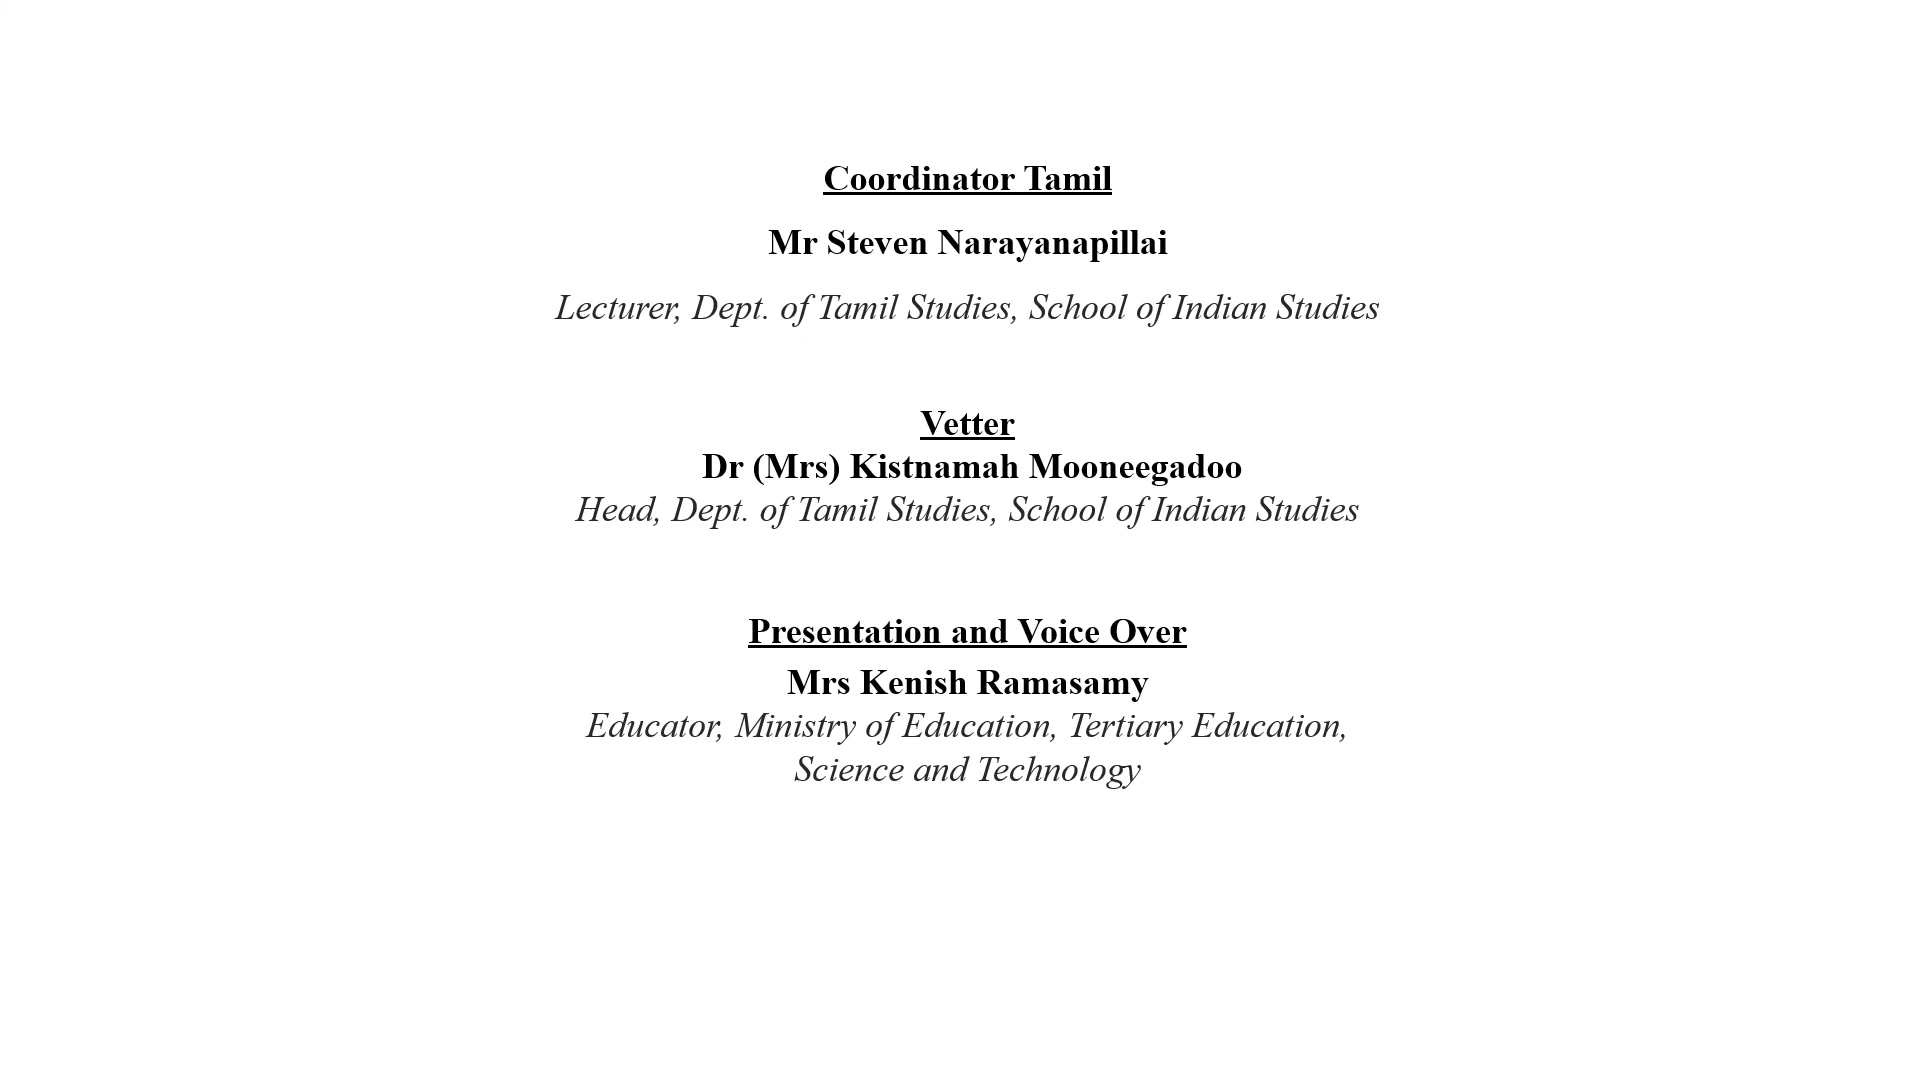 Coordinator Tamil
Mr Steven Narayanapillai
Lecturer, Dept. of Tamil Studies, School of Indian Studies
Vetter
Dr (Mrs) Kistnamah Mooneegadoo
Head, Dept. of Tamil Studies, School of Indian Studies
Presentation and Voice Over
Mrs Kenish Ramasamy
Educator, Ministry of Education, Tertiary Education,
Science and Technology